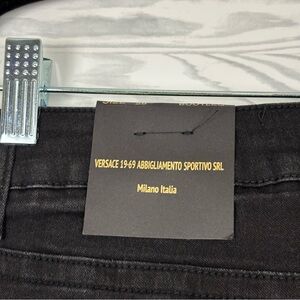 VERSACE 19-69 ABBIGLIAMENTO SPORTIVO SRL
Milano Italia